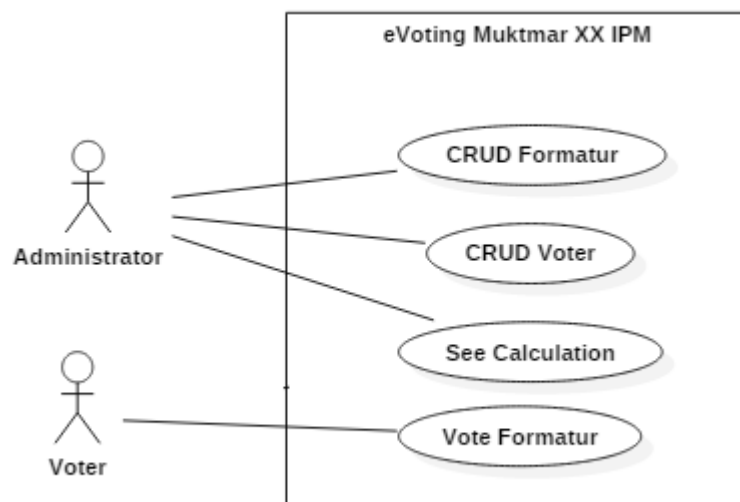 eVoting Muktmar XX IPM
CRUD Formatur
Administrator
CRUD Voter
See Calculation
Vote Formatur
Voter